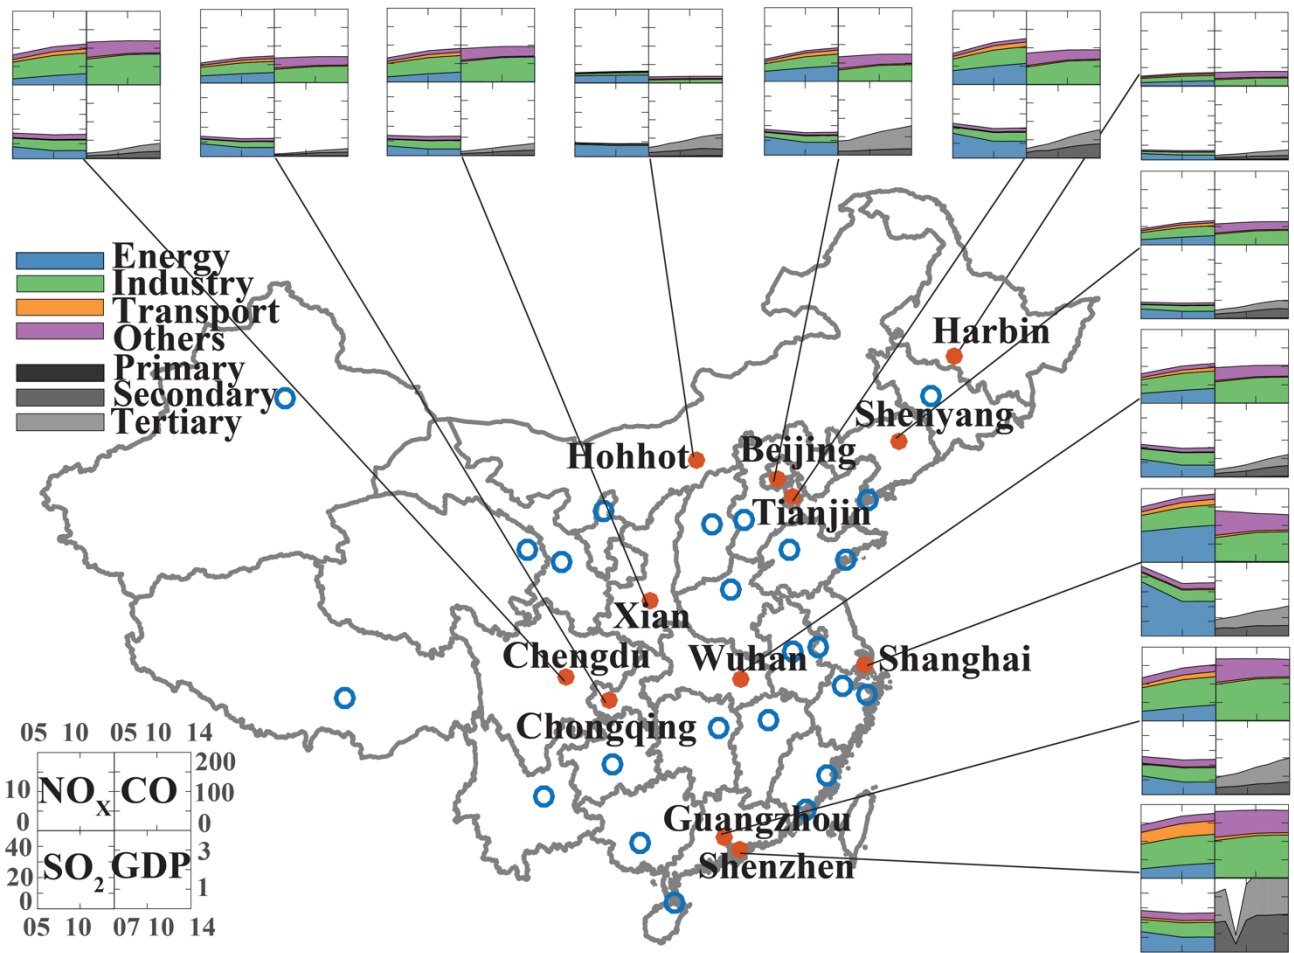 Energy
Industry
Transport
Others
Primary
Secondary
Tertiary
Harbin
Shenyang
Hohhot
Beijing
Tianjin
Xian
Chengdu
Wuhan
Shanghai
Chongqing
Guangzhou
Shenzhen
05 10 05 10 14
200
10 NOx CO 100
0 0
40 3
SO2 GDP
20 1
0
05 10 07 10 14